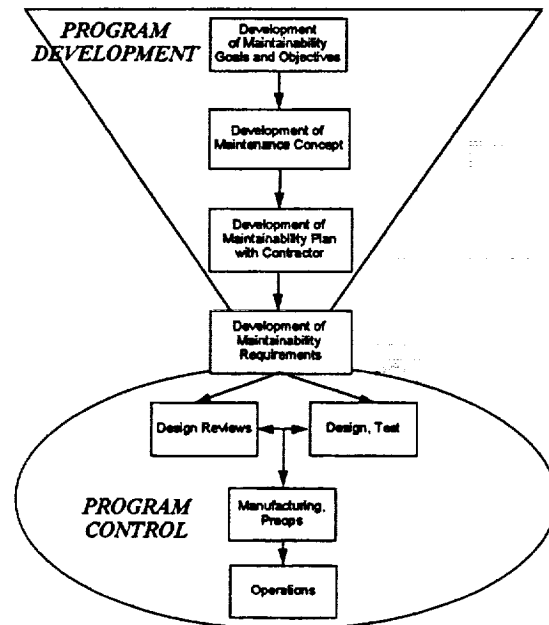 PROGRAM
DEVELOPMENT
Development
of Maintainability
Goals and Objectives
Development of
Maintenance Concept
Development of
Maintainability Plan
with Contractor
Development of
Maintainability
Requirements
Design Reviews
Design, Test
PROGRAM
CONTROL
Manufacturing,
Preops
Operations